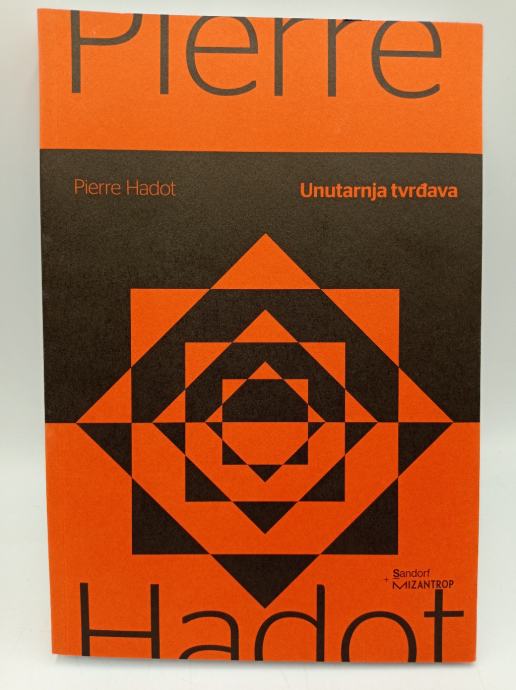 Pierre
Pierre Hadot
Unutarnja tvrđava
Sandorf
+ MIZANTROP
Hadot